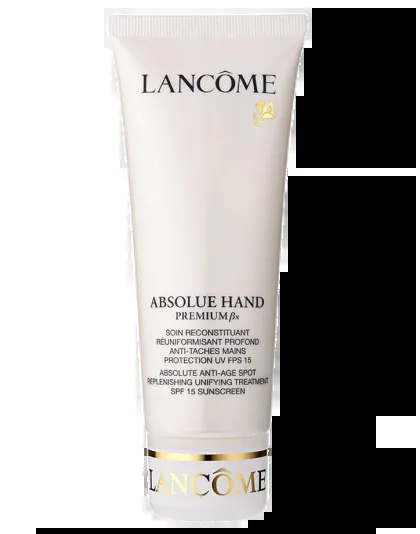 LANCÔME
ABSOLUE HAND
PREMIUM βx
SOIN RECONSTITUANT
RÉUNIFORMISANT PROFOND
ANTI-TACHES MAINS
PROTECTION UV FPS 15
ABSOLUTE ANTI-AGE SPOT
REPLENISHING UNIFYING TREATMENT
SPF 15 SUNSCREEN
LANCÔME